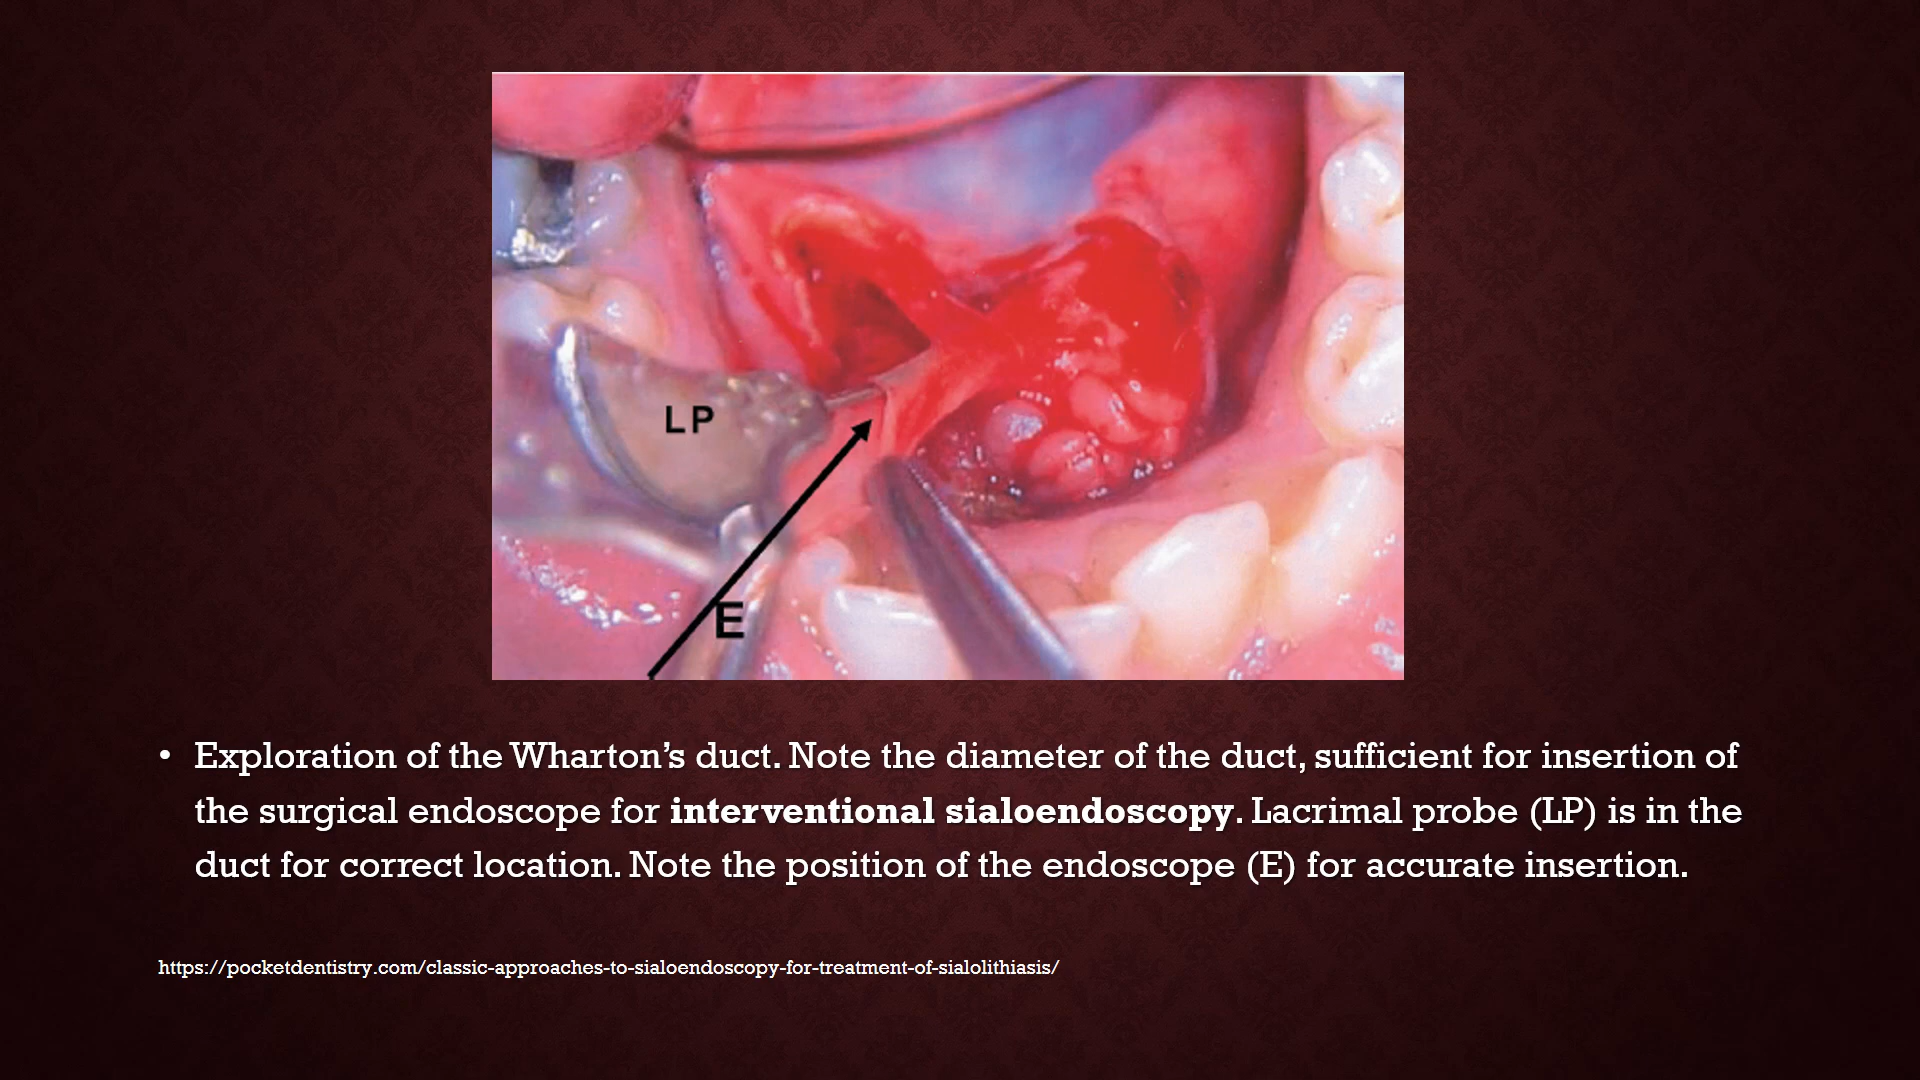 LP
E
• Exploration of the Wharton’s duct. Note the diameter of the duct, sufficient for insertion of
the surgical endoscope for interventional sialoendoscopy. Lacrimal probe (LP) is in the
duct for correct location. Note the position of the endoscope (E) for accurate insertion.
https://pocketdentistry.com/classic-approaches-to-sialoendoscopy-for-treatment-of-sialolithiasis/